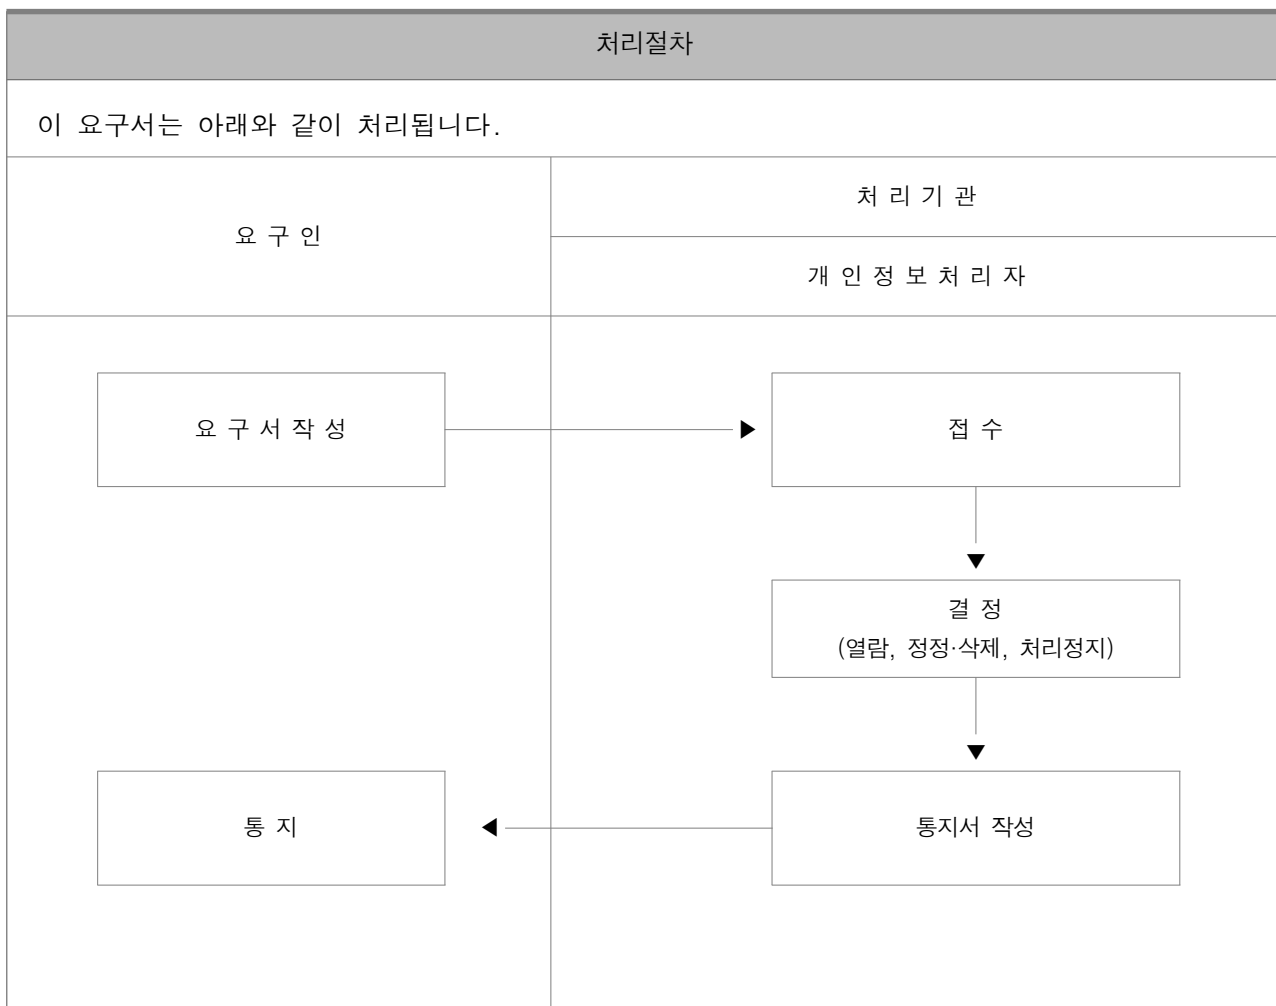 처리절차
이 요구서는 아래와 같이 처리됩니다.
요 구 인
처 리 기 관
개 인 정 보 처 리 자
요 구 서 작 성
접 수
결 정
(열람, 정정·삭제, 처리정지)
통 지
통지서 작성